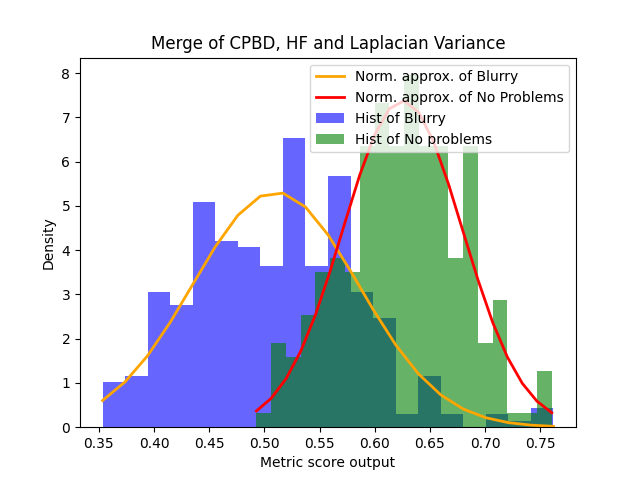 Merge of CPBD, HF and Laplacian Variance
Norm. approx. of Blurry
Norm. approx. of No Problems
Hist of Blurry
Hist of No problems
Density
8
7
6
5
4
3
2
1
0
0.35 0.40 0.45 0.50 0.55 0.60 0.65 0.70 0.75
Metric score output